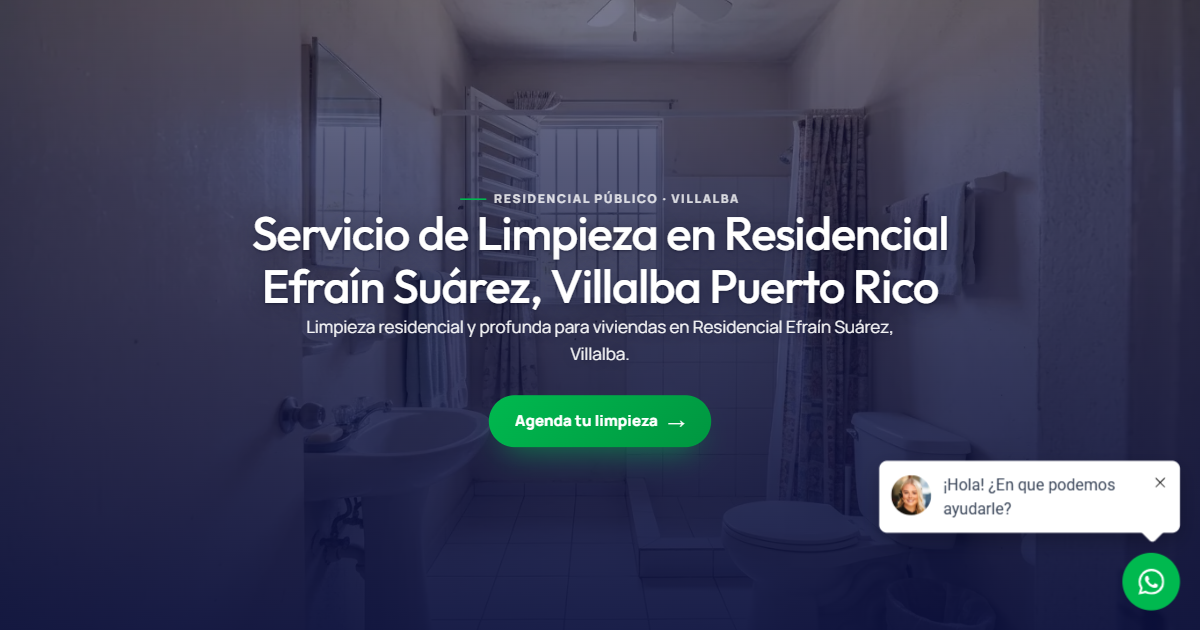 RESIDENCIAL PÚBLICO · VILLALBA
Servicio de Limpieza en Residencial
Efraín Suárez, Villalba Puerto Rico
Limpieza residencial y profunda para viviendas en Residencial Efraín Suárez,
Villalba.
Agenda tu limpieza →
¡Hola! ¿En que podemos
ayudarle?